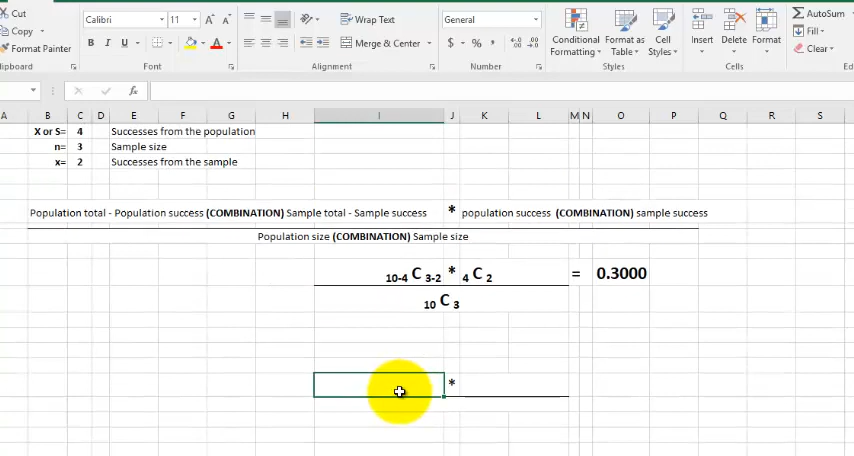 Cut
Calibri 11 A A Wrap Text General AutoSum
Copy Fill
Format Painter B I U A Merge & Center $ % , .00 .0 Conditional Formatting Format as Table Cell Styles Insert Delete Format Clear
lipboard Font Alignment Number Styles Cells
fx
A B C D E F G H I J K L M N O P Q R S
X or S= 4 Successes from the population
n= 3 Sample size
x= 2 Successes from the sample
Population total - Population success (COMBINATION) Sample total - Sample success * population success (COMBINATION) sample success
Population size (COMBINATION) Sample size
10-4 C 3-2 * 4 C 2 = 0.3000
10 C 3
*